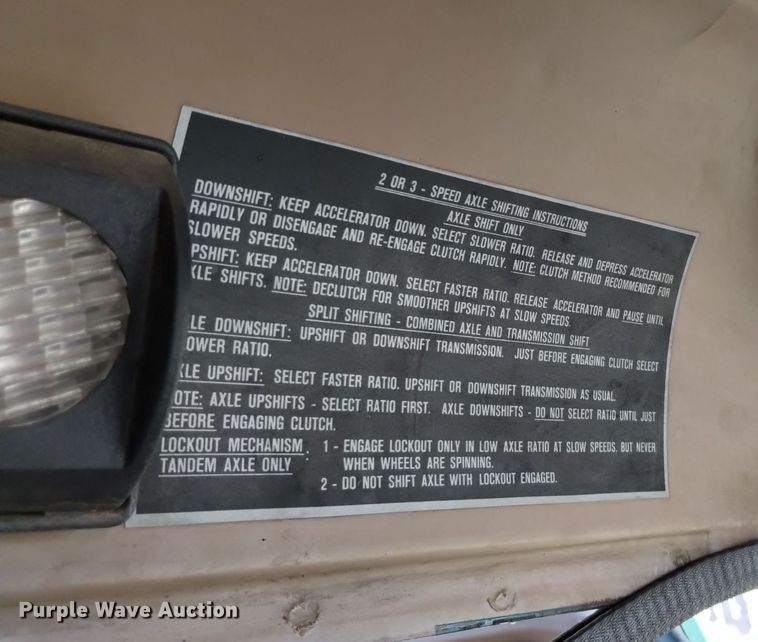 2 OR 3 - SPEED AXLE SHIFTING INSTRUCTIONS
AXLE SHIFT ONLY
DOWNSHIFT: KEEP ACCELERATOR DOWN. SELECT SLOWER RATIO. RELEASE AND DEPRESS ACCELERATOR
RAPIDLY OR DISENGAGE AND RE-ENGAGE CLUTCH RAPIDLY. NOTE: CLUTCH METHOD RECOMMENDED FOR
SLOWER SPEEDS.
PSHIFT: KEEP ACCELERATOR DOWN. SELECT FASTER RATIO. RELEASE ACCELERATOR AND PAUSE UNTIL
XLE SHIFTS. NOTE: DECLUTCH FOR SMOOTHER UPSHIFTS AT SLOW SPEEDS.
SPLIT SHIFTING - COMBINED AXLE AND TRANSMISSION SHIFT
LE DOWNSHIFT: UPSHIFT OR DOWNSHIFT TRANSMISSION. JUST BEFORE ENGAGING CLUTCH SELECT
OWER RATIO.
XLE UPSHIFT: SELECT FASTER RATIO, UPSHIFT OR DOWNSHIFT TRANSMISSION AS USUAL.
OTE: AXLE UPSHIFTS - SELECT RATIO FIRST. AXLE DOWNSHIFTS - DO NOT SELECT RATIO UNTIL JUST
BEFORE ENGAGING CLUTCH.
LOCKOUT MECHANISM : 1 - ENGAGE LOCKOUT ONLY IN LOW AXLE RATIO AT SLOW SPEEDS. BUT NEVER
TANDEM AXLE ONLY WHEN WHEELS ARE SPINNING.
2 - DO NOT SHIFT AXLE WITH LOCKOUT ENGAGED.
Purple Wave Auction